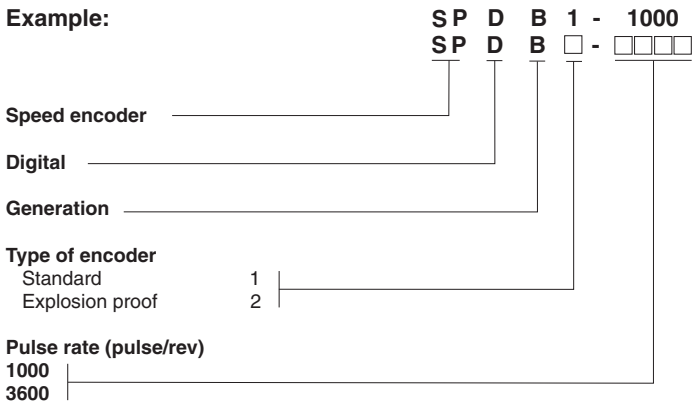 Example: SP D B 1 - 1000
SP D B □ - □□□□
Speed encoder
Digital
Generation
Type of encoder
Standard 1
Explosion proof 2
Pulse rate (pulse/rev)
1000
3600